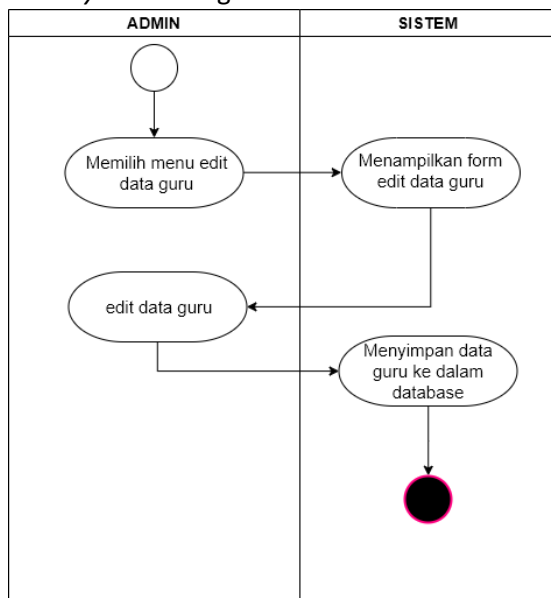 ADMIN
SISTEM
Memilih menu edit
data guru
Menampilkan form
edit data guru
edit data guru
Menyimpan data
guru ke dalam
database